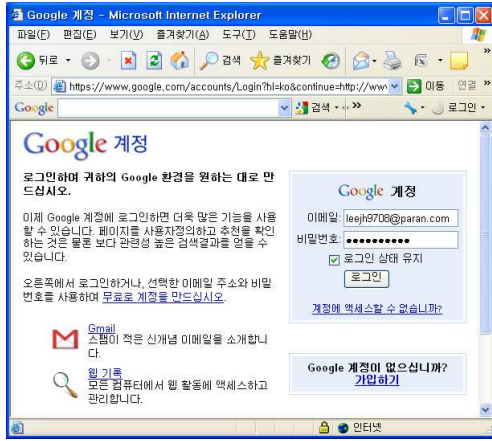 Google 계정 - Microsoft Internet Explorer
파일(F) 편집(E) 보기(V) 즐겨찾기(A) 도구(T) 도움말(H)
뒤로 검색 즐겨찾기
주소(D) https://www.google.com/accounts/Login?hl=ko&continue=http://www 이동 연결 »
Google 검색 » 로그인
Google 계정
로그인하여 귀하의 Google 환경을 원하는 대로 만
드십시오.
이제 Google 계정에 로그인하면 더욱 많은 기능을 사용
할 수 있습니다. 페이지를 사용자정의하고 추천을 확인
하는 것은 물론 보다 관련성 높은 검색결과를 얻을 수
있습니다.
오른쪽에서 로그인하거나, 선택한 이메일 주소와 비밀
번호를 사용하여 무료로 계정을 만드십시오.
Gmail
스팸이 적은 신개념 이메일을 소개합니
다.
웹 기록
모든 컴퓨터에서 웹 활동에 액세스하고
관리합니다.
Google 계정
이메일: leejh9708@paran.com
비밀번호: ●●●●●●●●●●
로그인 상태 유지
로그인
계정에 액세스할 수 없습니까?
Google 계정이 없으십니까?
가입하기
인터넷